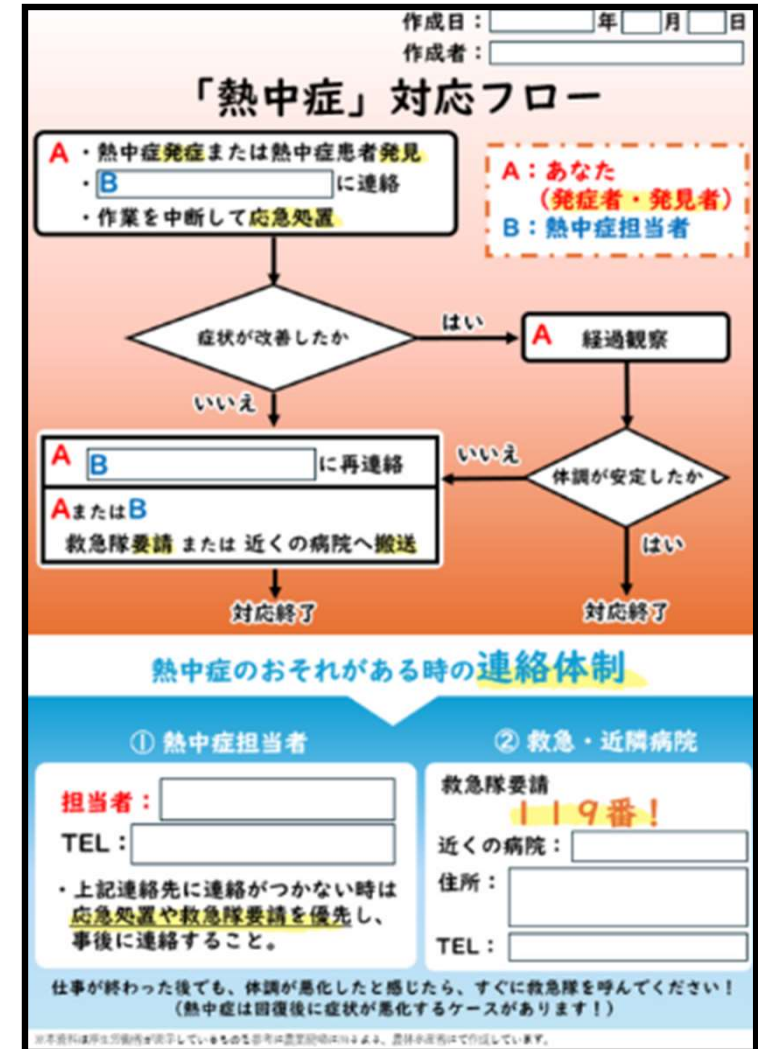 作成日： 年 月 日
作成者：
「熱中症」対応フロー
A ・熱中症発症または熱中症患者発見
・B に連絡
・作業を中断して応急処置
A：あなた
（発症者・発見者）
B：熱中症担当者
症状が改善したか
はい
A 経過観察
いいえ
A B に再連絡
いいえ
体調が安定したか
AまたはB
救急隊要請 または 近くの病院へ搬送
はい
対応終了
対応終了
熱中症のおそれがある時の連絡体制
① 熱中症担当者
担当者：
TEL：
・上記連絡先に連絡がつかない時は
応急処置や救急隊要請を優先し、
事後に連絡すること。
② 救急・近隣病院
救急隊要請
119番！
近くの病院：
住所：
TEL：
仕事が終わった後でも、体調が悪化したと感じたら、すぐに救急隊を呼んでください！
（熱中症は回復後に症状が悪化するケースがあります！）